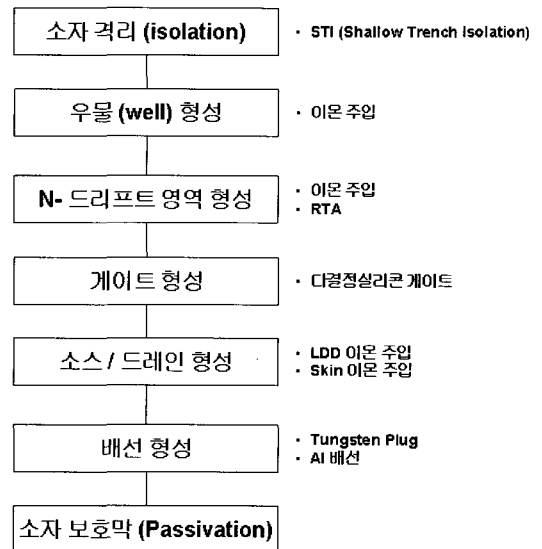 소자 격리 (isolation)
· STI (Shallow Trench Isolation)
우물 (well) 형성
· 이온 주입
N- 드리프트 영역 형성
· 이온 주입
· RTA
게이트 형성
· 다결정실리콘 게이트
소스 / 드레인 형성
· LDD 이온 주입
· Skin 이온 주입
배선 형성
· Tungsten Plug
· Al 배선
소자 보호막 (Passivation)